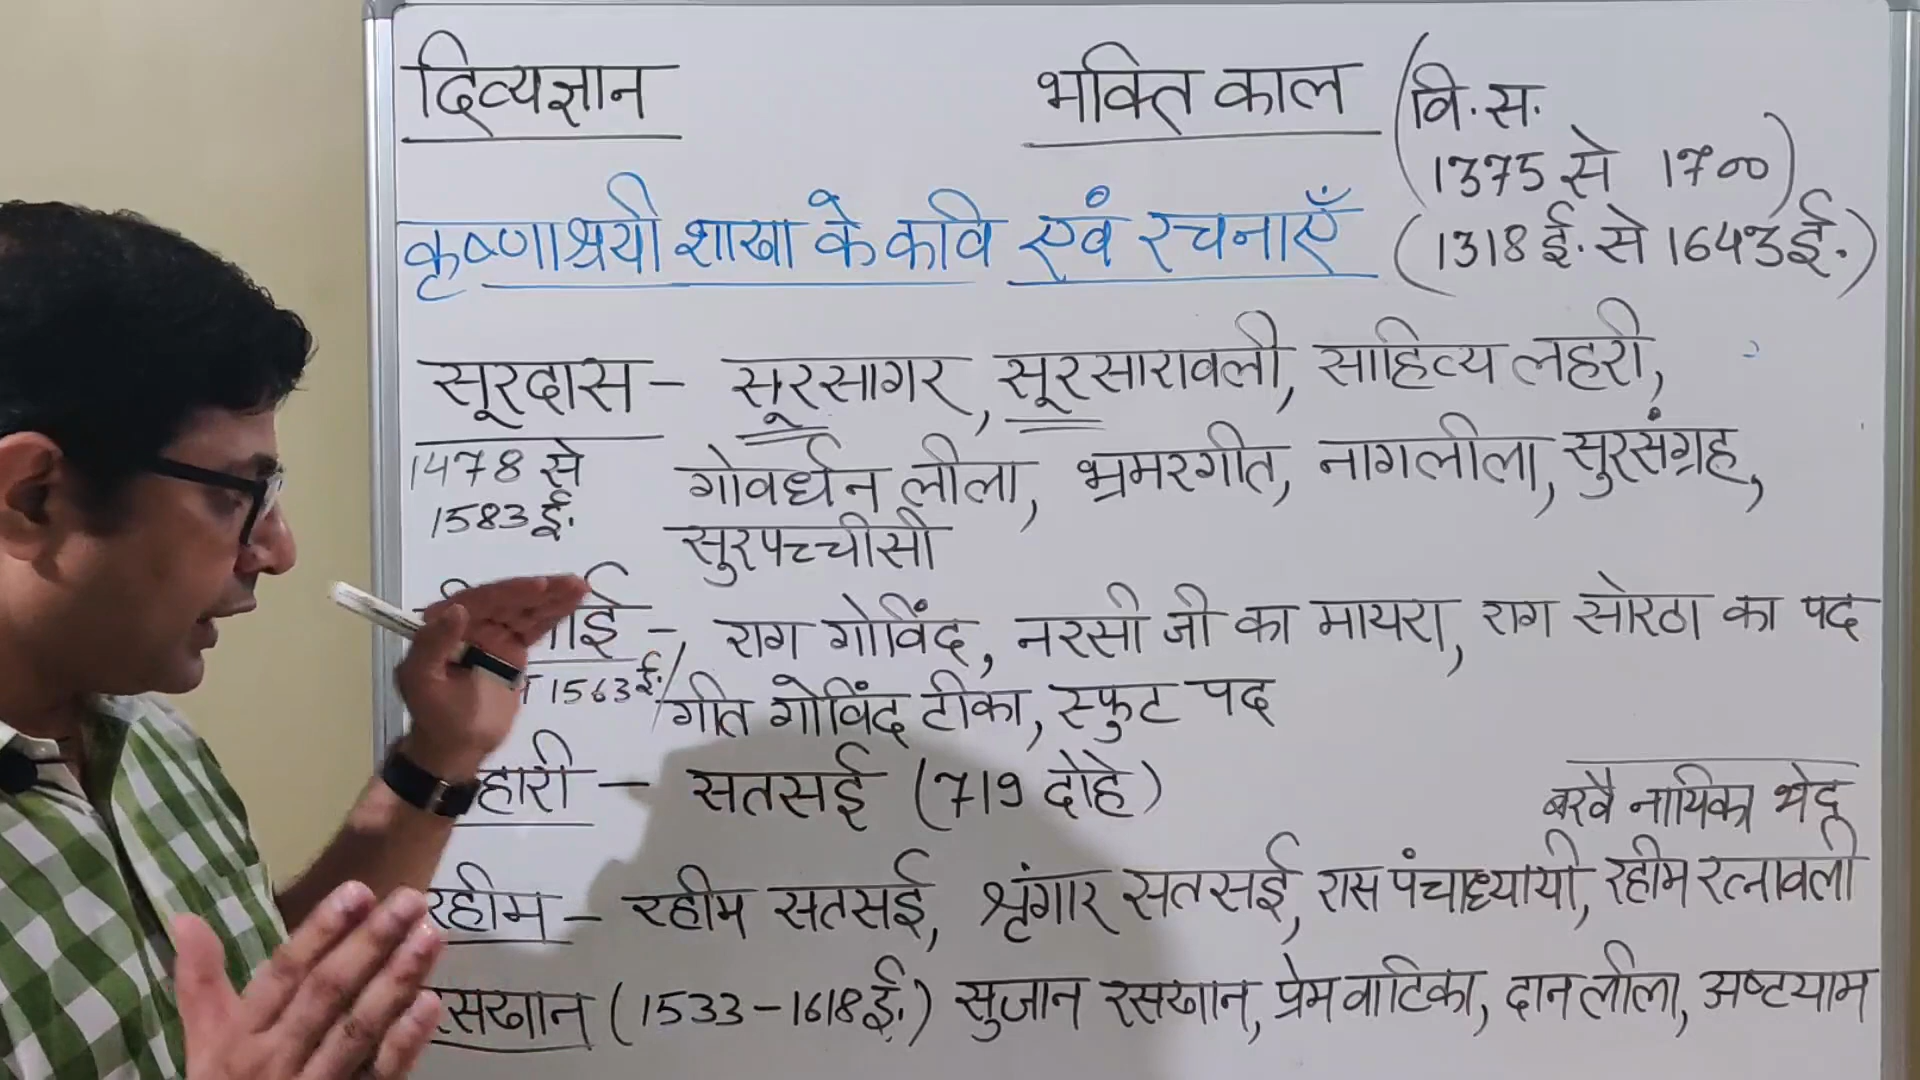 दिव्यज्ञान
भक्ति काल (वि.स. 1375 से 1700)
(1318 ई. से 1643 ई.)
कृष्णाश्रयी शाखा के कवि एवं रचनाएँ
सूरदास – सूरसागर, सूरसारावली, साहित्य लहरी,
1478 से 1583 ई.
गोवर्धन लीला, भ्रमरगीत, नागलीला, सुरसंग्रह,
सुरपच्चीसी
ाई –, राग गोविंद, नरसी जी का मायरा, राग सोरठा का पद
1563 ई. / गीत गोविंद टीका, स्फुट पद
हारी – सतसई (719 दोहे)
बरवै नायिका भेद
रहीम – रहीम सतसई, श्रृंगार सतसई, रास पंचाध्यायी, रहीम रत्नावली
रसखान (1533 – 1618 ई.) सुजान रसखान, प्रेम वाटिका, दान लीला, अष्टयाम